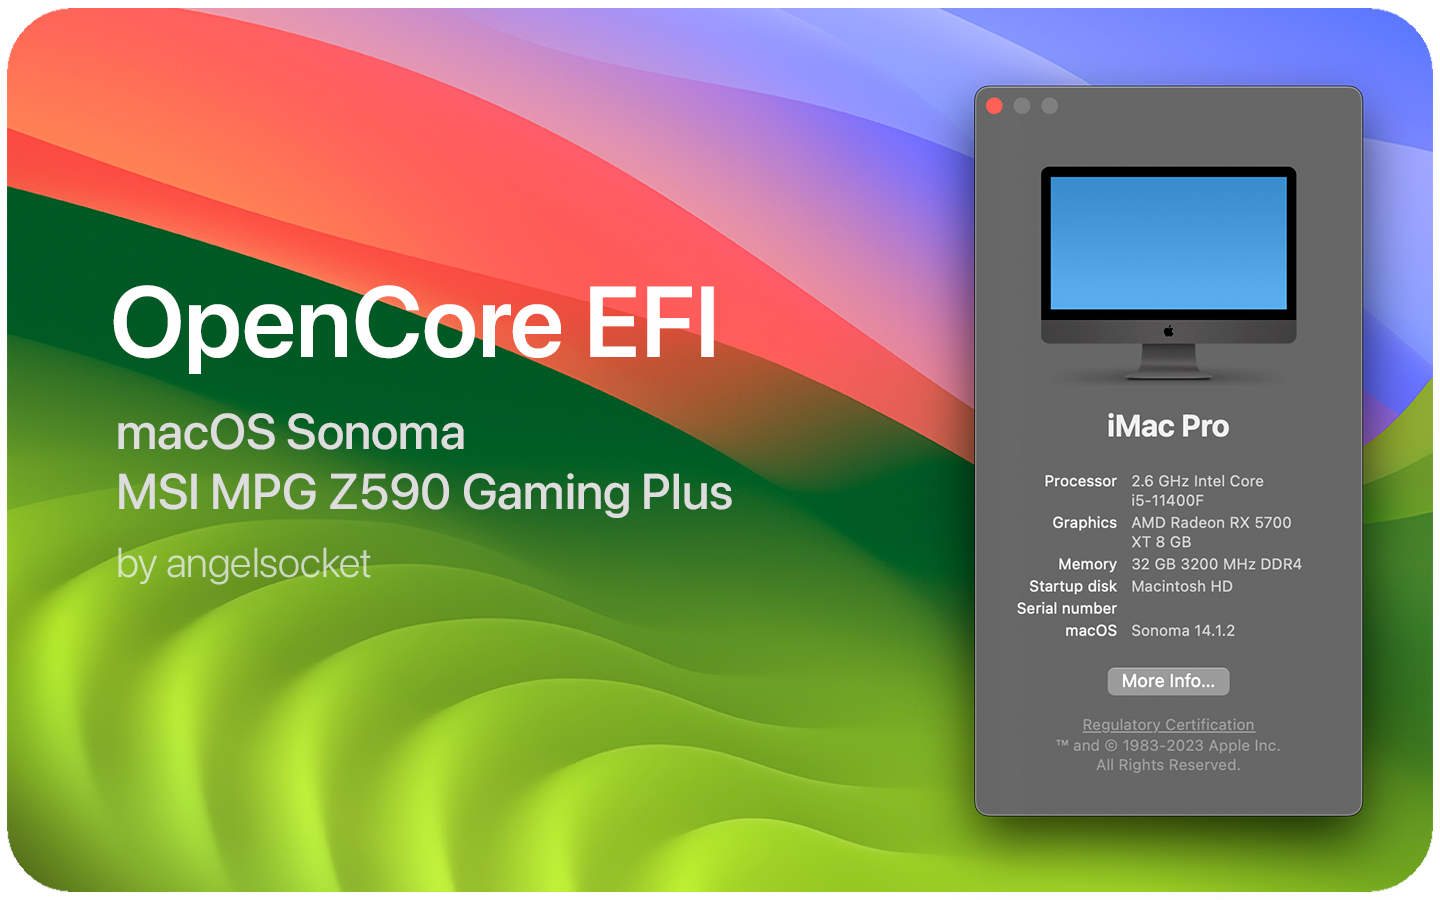 OpenCore EFI
macOS Sonoma
MSI MPG Z590 Gaming Plus
by angelsocket
iMac Pro
Processor 2.6 GHz Intel Core
i5-11400F
Graphics AMD Radeon RX 5700
XT 8 GB
Memory 32 GB 3200 MHz DDR4
Startup disk Macintosh HD
Serial number
macOS Sonoma 14.1.2
More Info...
Regulatory Certification
™ and © 1983-2023 Apple Inc.
All Rights Reserved.